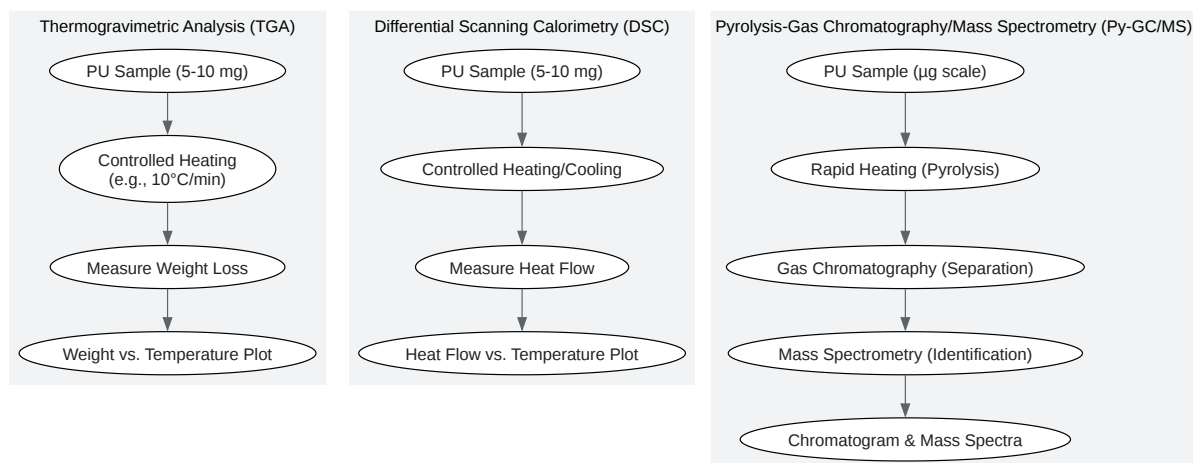 Thermogravimetric Analysis (TGA)
PU Sample (5-10 mg)
Controlled Heating
(e.g., 10°C/min)
Measure Weight Loss
Weight vs. Temperature Plot
Differential Scanning Calorimetry (DSC)
PU Sample (5-10 mg)
Controlled Heating/Cooling
Measure Heat Flow
Heat Flow vs. Temperature Plot
Pyrolysis-Gas Chromatography/Mass Spectrometry (Py-GC/MS)
PU Sample (µg scale)
Rapid Heating (Pyrolysis)
Gas Chromatography (Separation)
Mass Spectrometry (Identification)
Chromatogram & Mass Spectra